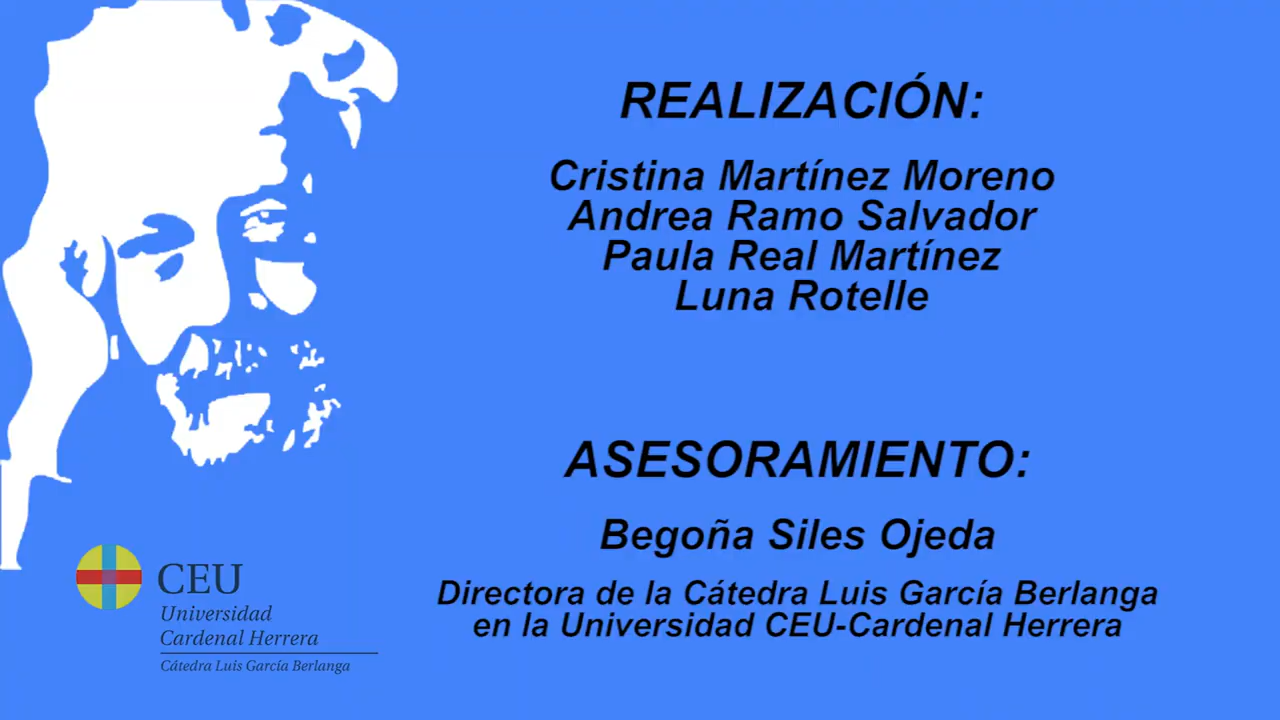 REALIZACIÓN:
Cristina Martínez Moreno
Andrea Ramo Salvador
Paula Real Martínez
Luna Rotelle
ASESORAMIENTO:
Begoña Siles Ojeda
Directora de la Cátedra Luis García Berlanga
en la Universidad CEU-Cardenal Herrera
CEU
Universidad
Cardenal Herrera
Cátedra Luis García Berlanga